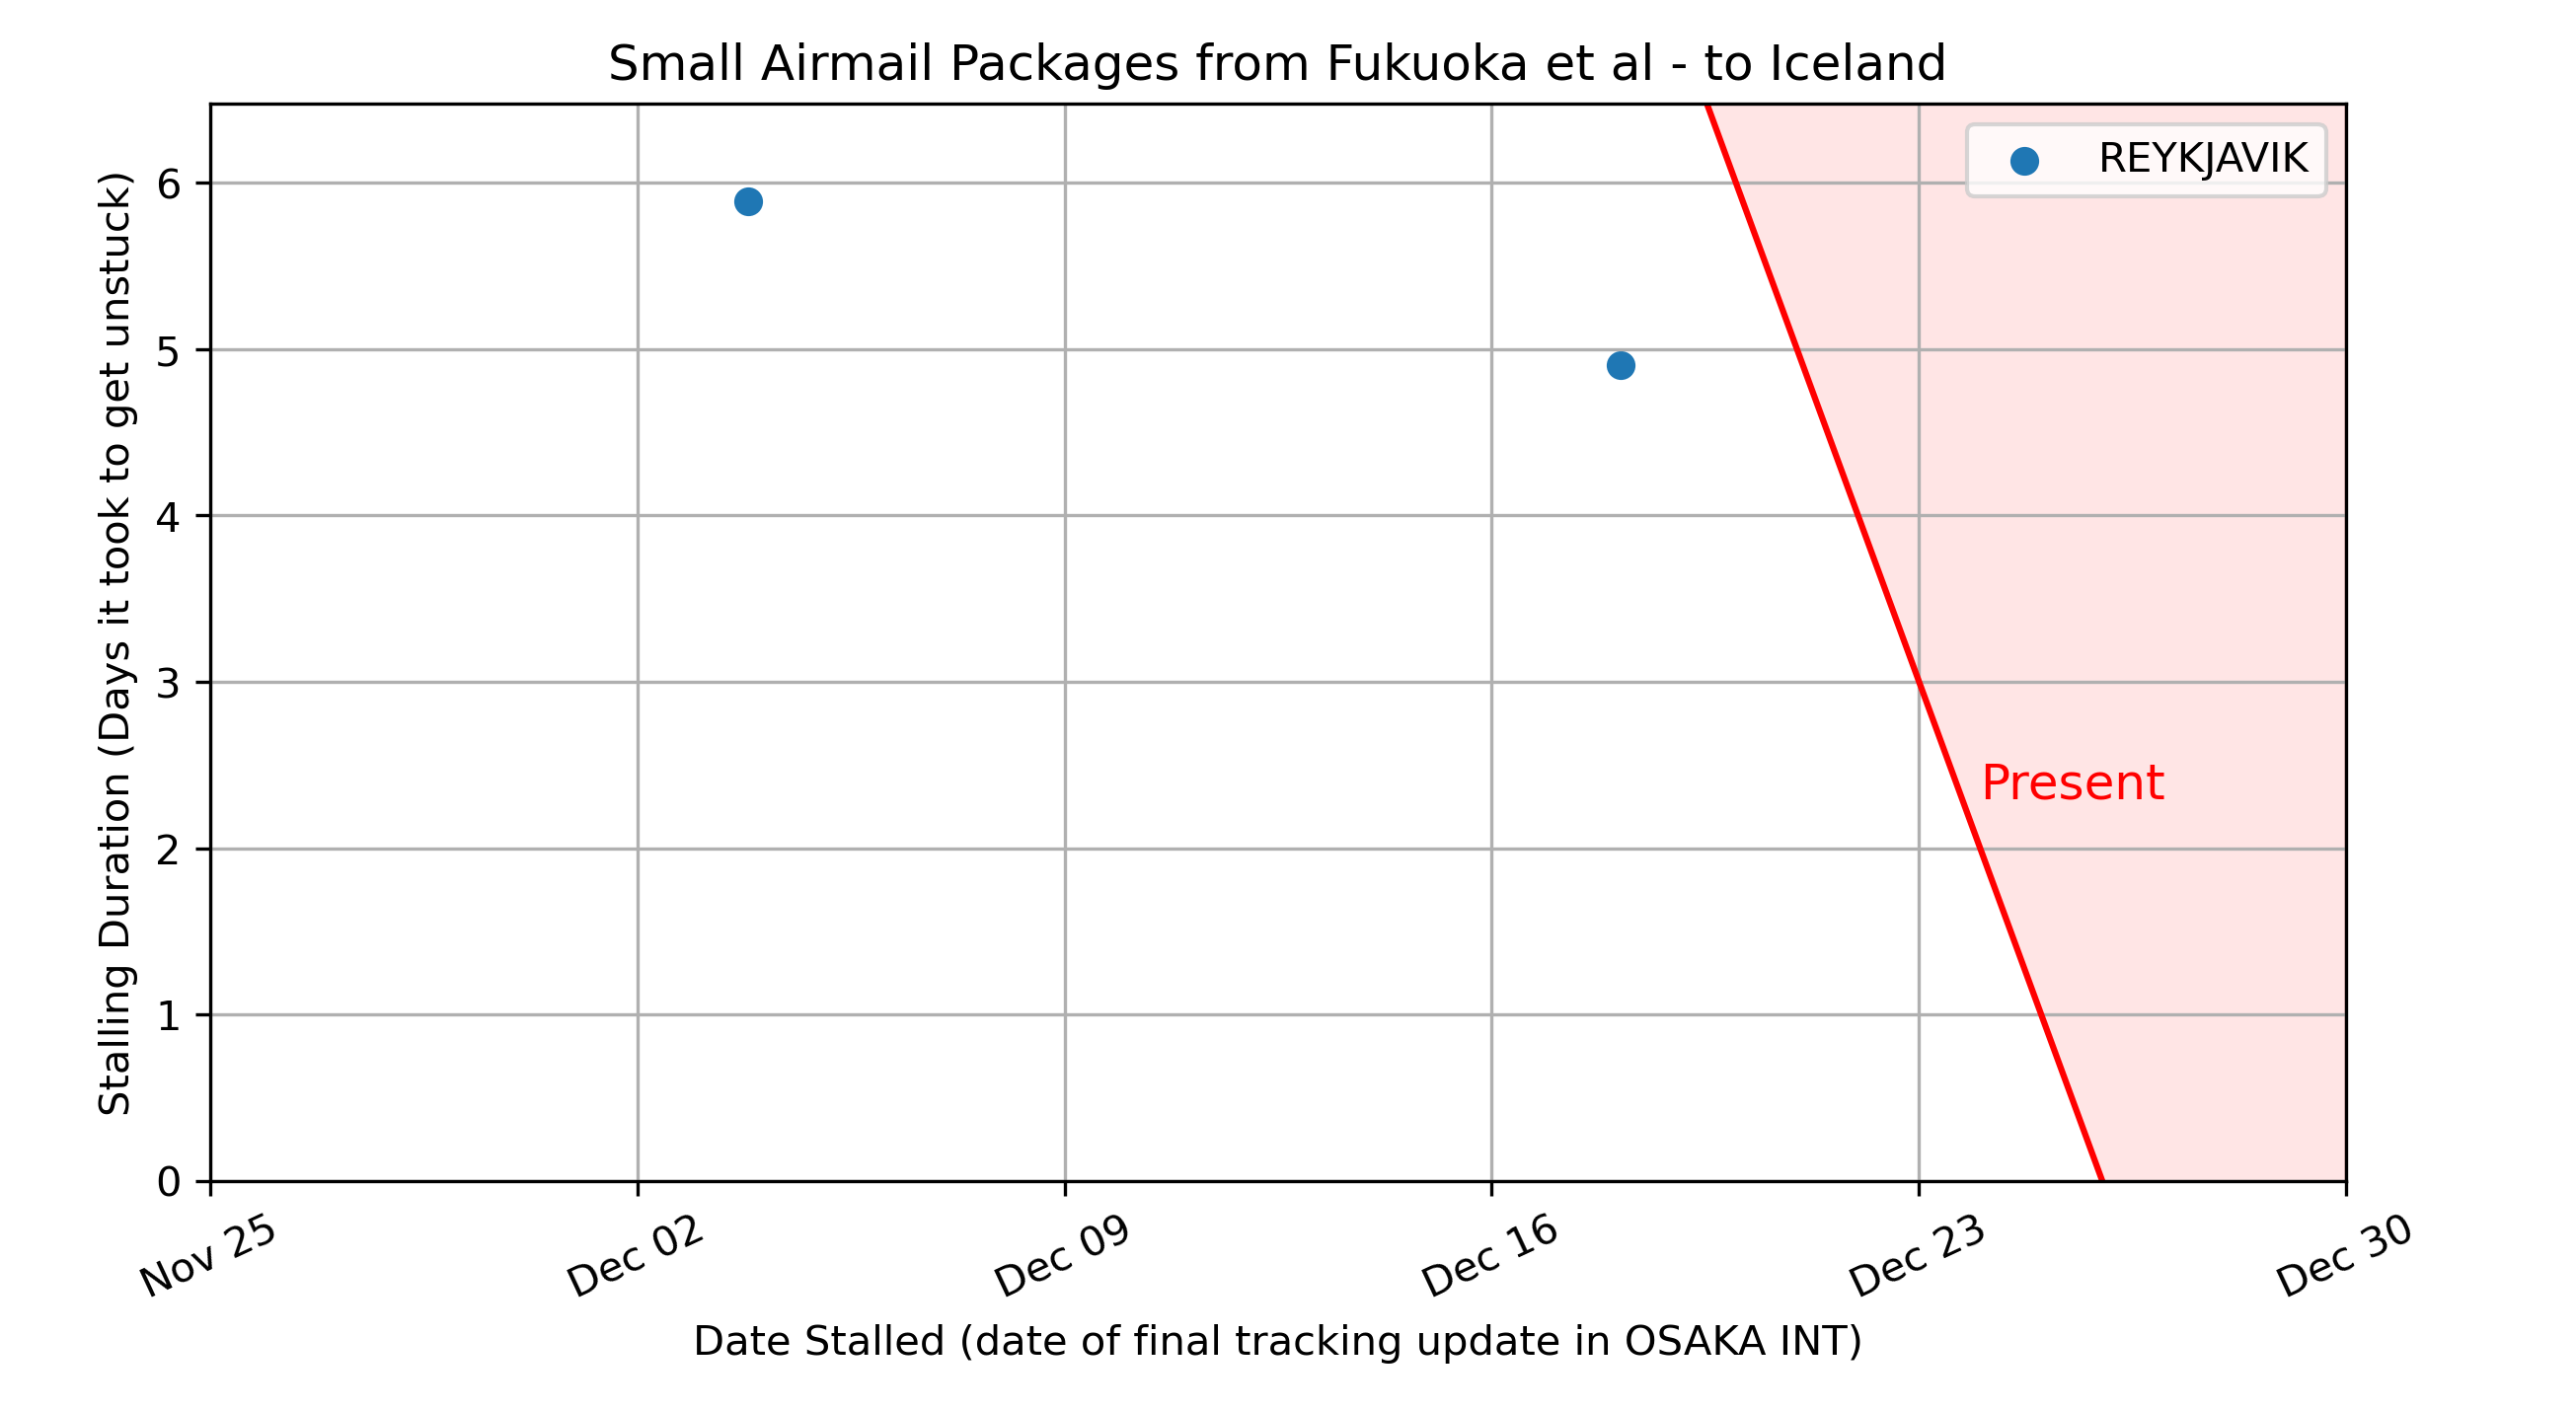 Small Airmail Packages from Fukuoka et al - to Iceland
REYKJAVIK
Stalling Duration (Days it took to get unstuck)
6
5
4
3
2
1
0
Present
Nov 25
Dec 02
Dec 09
Dec 16
Dec 23
Dec 30
Date Stalled (date of final tracking update in OSAKA INT)